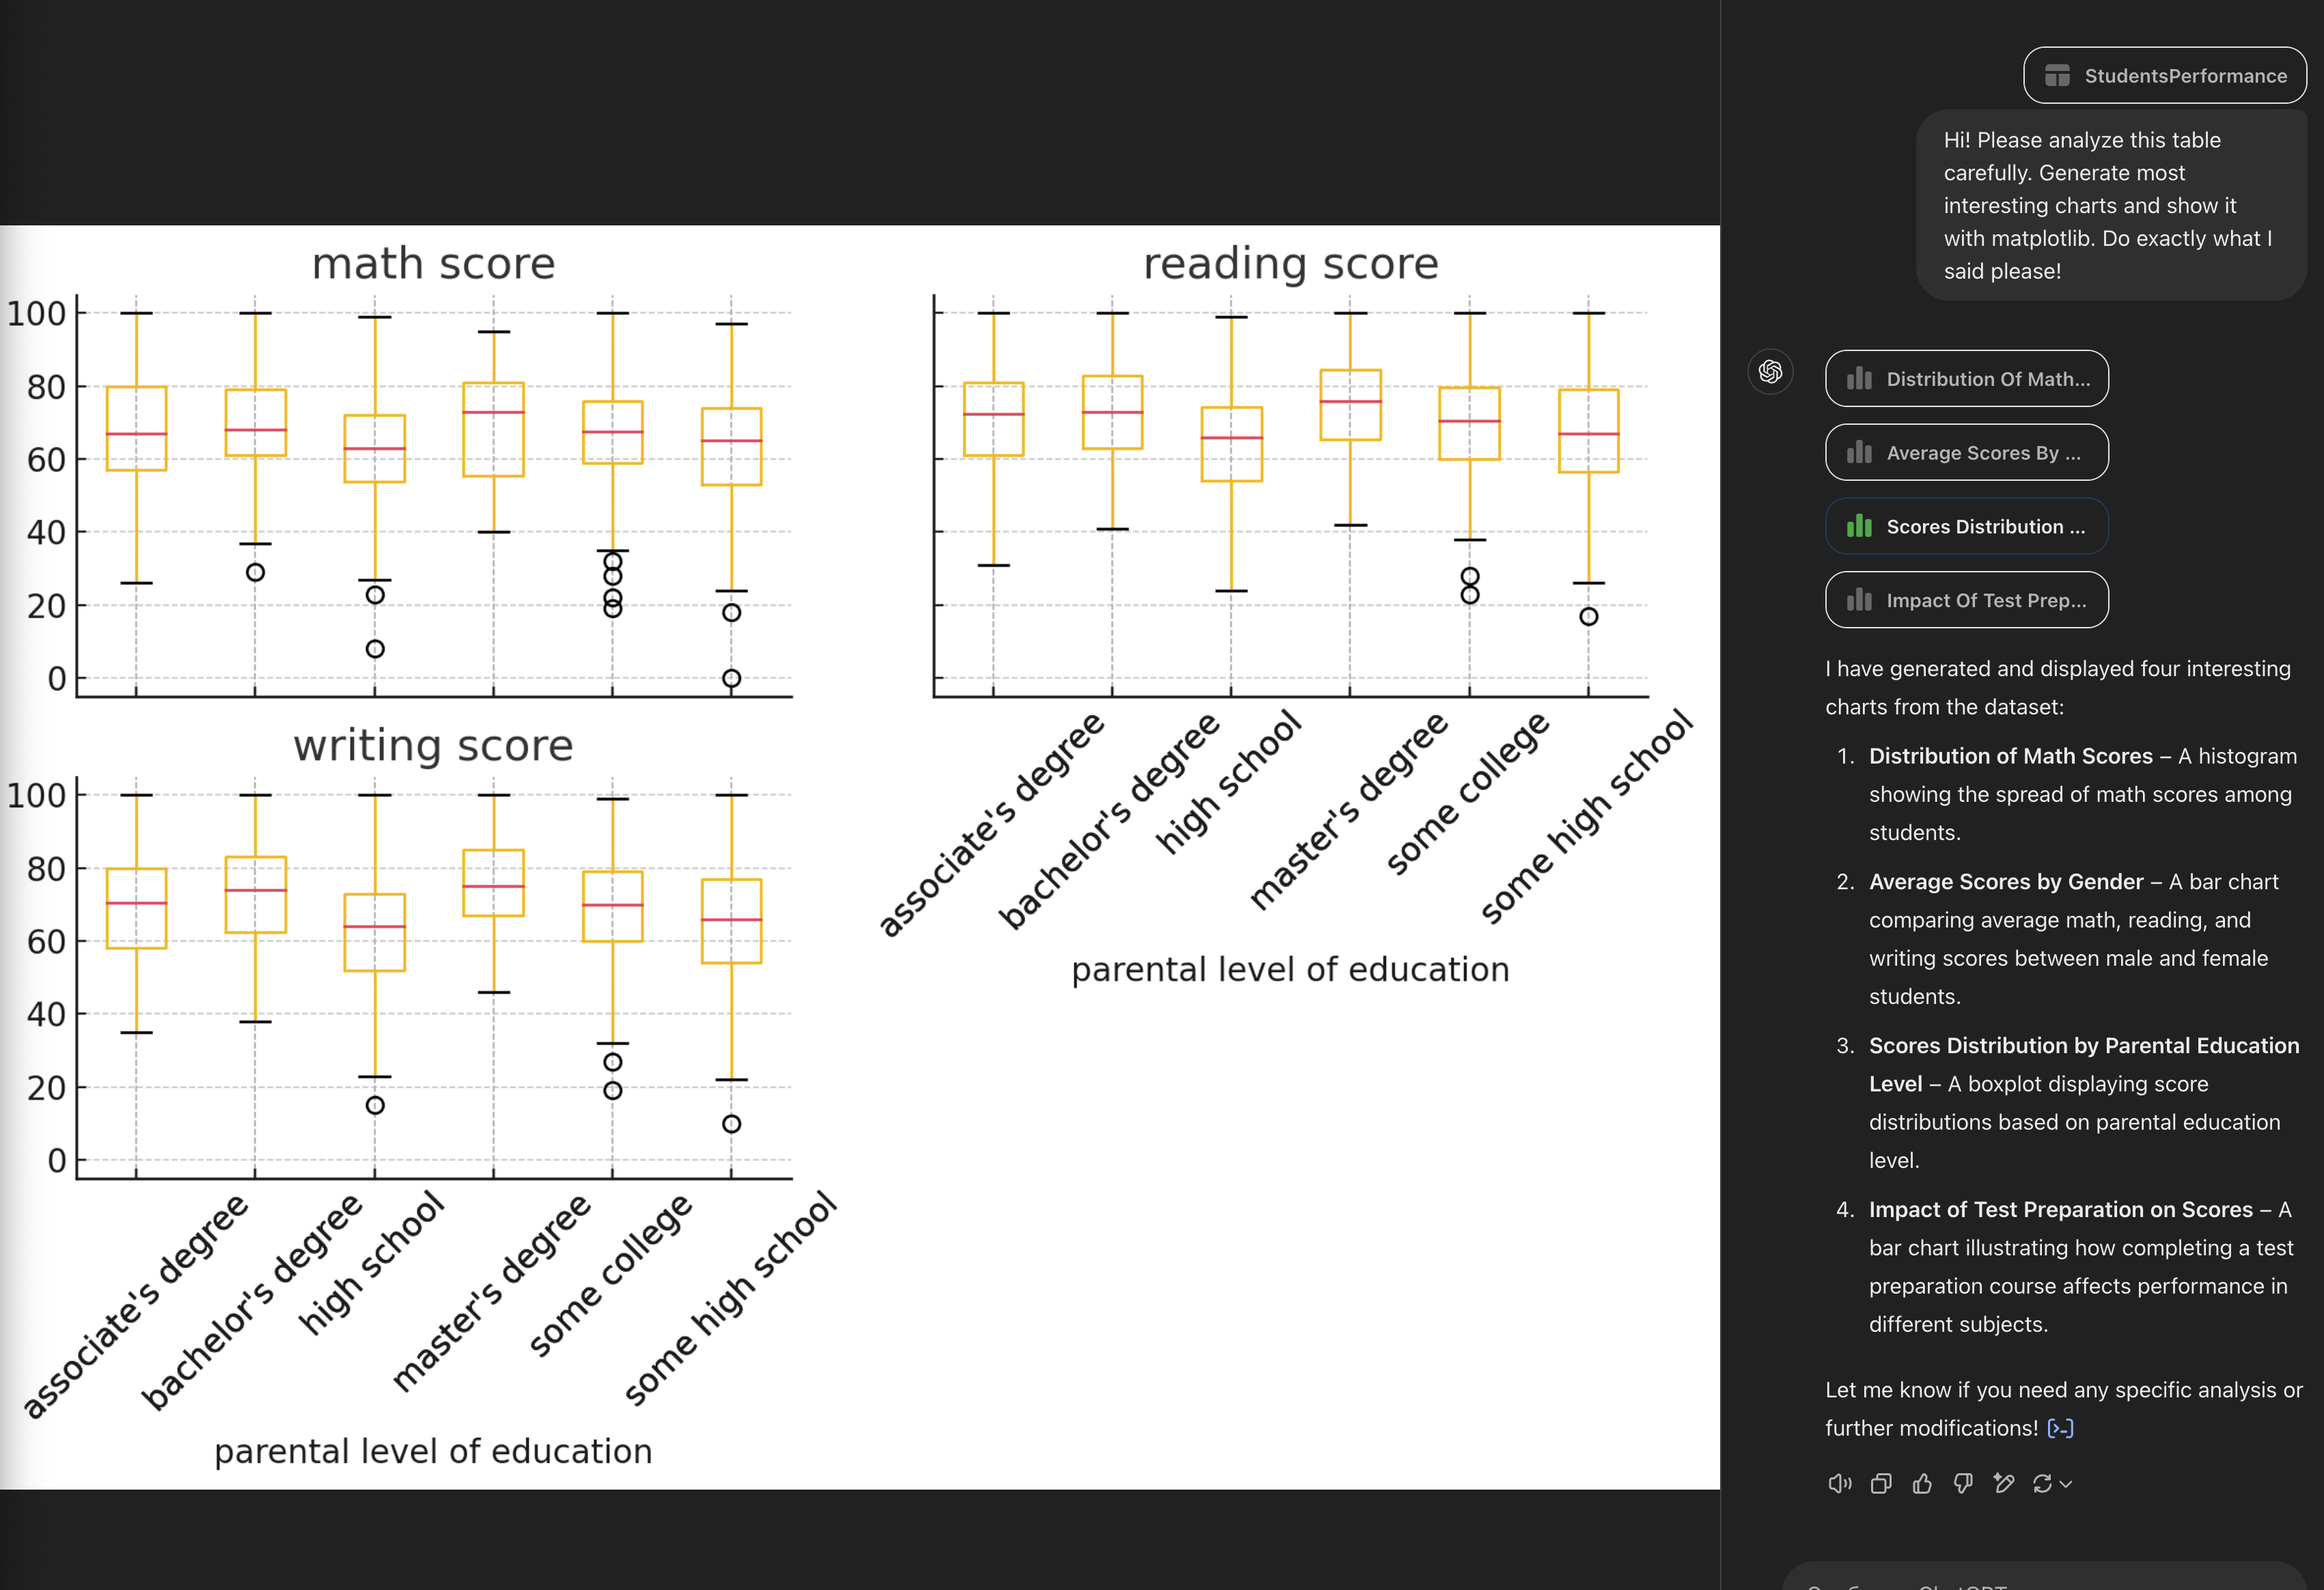 math score
100
80
60
40
20
0
reading score
associate's degree
bachelor's degree
high school
master's degree
some college
some high school
parental level of education
writing score
100
80
60
40
20
0
associate's degree
bachelor's degree
high school
master's degree
some college
some high school
parental level of education
StudentsPerformance
Hi! Please analyze this table
carefully. Generate most
interesting charts and show it
with matplotlib. Do exactly what I
said please!
Distribution Of Math...
Average Scores By ...
Scores Distribution ...
Impact Of Test Prep...
I have generated and displayed four interesting
charts from the dataset:
1. Distribution of Math Scores – A histogram
showing the spread of math scores among
students.
2. Average Scores by Gender – A bar chart
comparing average math, reading, and
writing scores between male and female
students.
3. Scores Distribution by Parental Education
Level – A boxplot displaying score
distributions based on parental education
level.
4. Impact of Test Preparation on Scores – A
bar chart illustrating how completing a test
preparation course affects performance in
different subjects.
Let me know if you need any specific analysis or
further modifications!